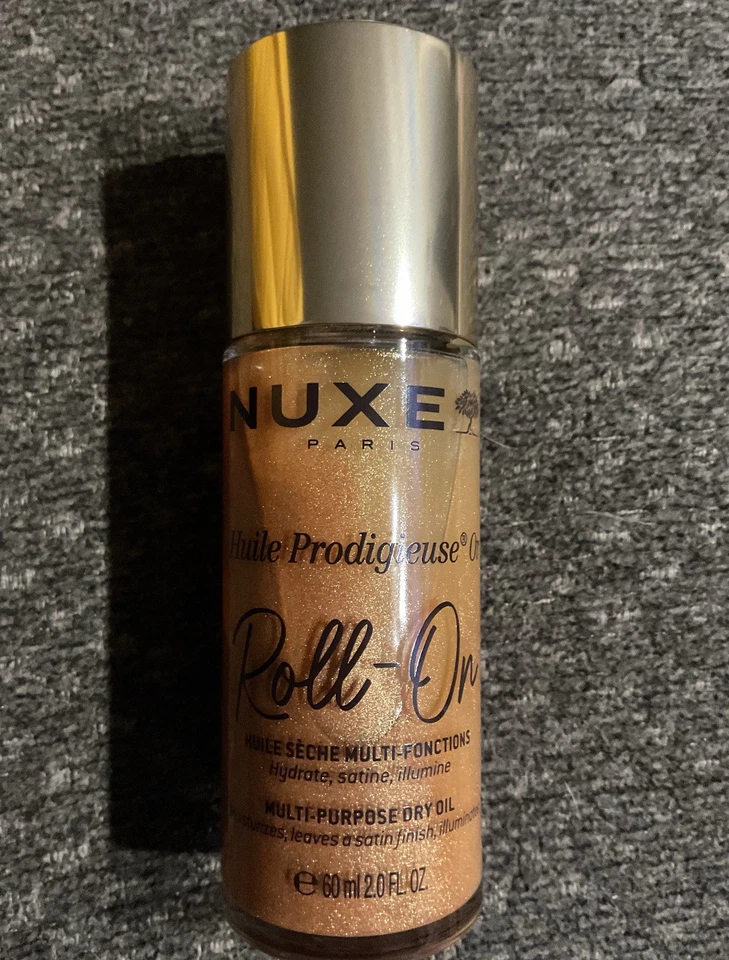 NUXE
PARIS
Huile Prodigieuse® Or
Roll-On
HUILE SÈCHE MULTI-FONCTIONS
Hydrate, satine, illumine
MULTI-PURPOSE DRY OIL
leaves a satin finish,
℮ 60 ml 2.0 FL. OZ.